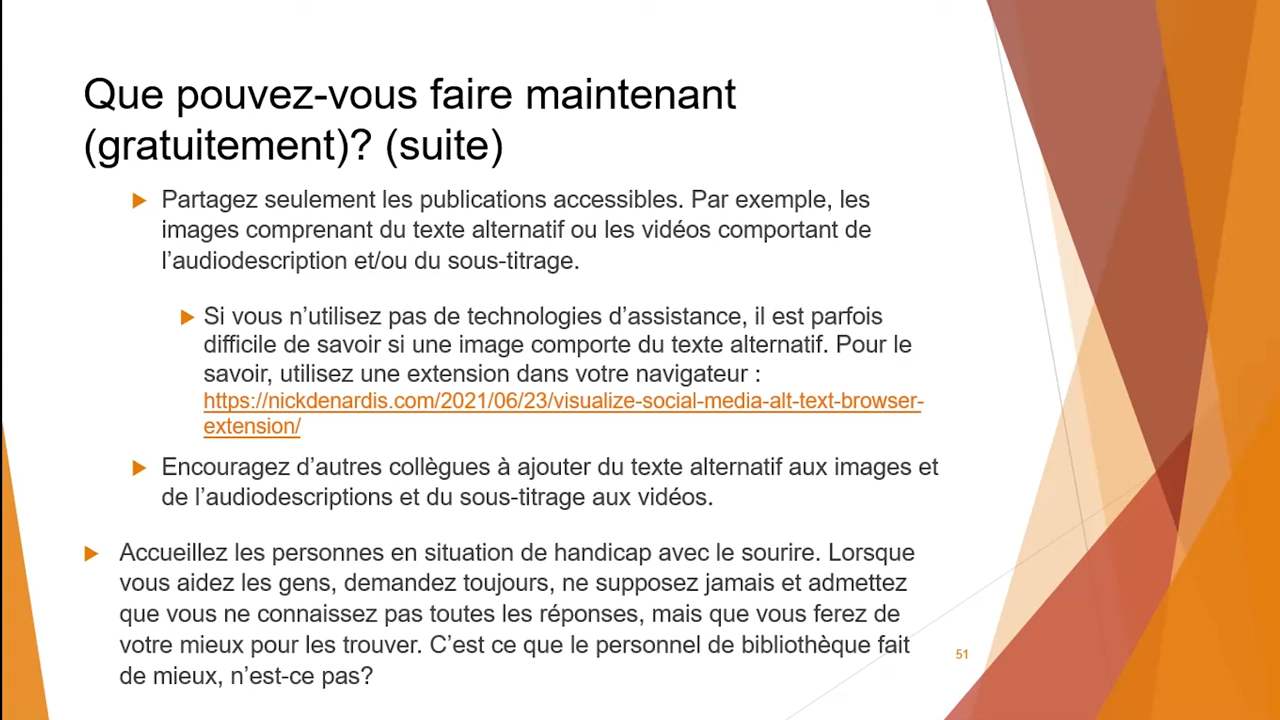 Que pouvez-vous faire maintenant
(gratuitement)? (suite)
Partagez seulement les publications accessibles. Par exemple, les
images comprenant du texte alternatif ou les vidéos comportant de
l’audiodescription et/ou du sous-titrage.
Si vous n’utilisez pas de technologies d’assistance, il est parfois
difficile de savoir si une image comporte du texte alternatif. Pour le
savoir, utilisez une extension dans votre navigateur :
https://nickdenardis.com/2021/06/23/visualize-social-media-alt-text-browser-
extension/
Encouragez d’autres collègues à ajouter du texte alternatif aux images et
de l’audiodescriptions et du sous-titrage aux vidéos.
Accueillez les personnes en situation de handicap avec le sourire. Lorsque
vous aidez les gens, demandez toujours, ne supposez jamais et admettez
que vous ne connaissez pas toutes les réponses, mais que vous ferez de
votre mieux pour les trouver. C’est ce que le personnel de bibliothèque fait
de mieux, n’est-ce pas?
51